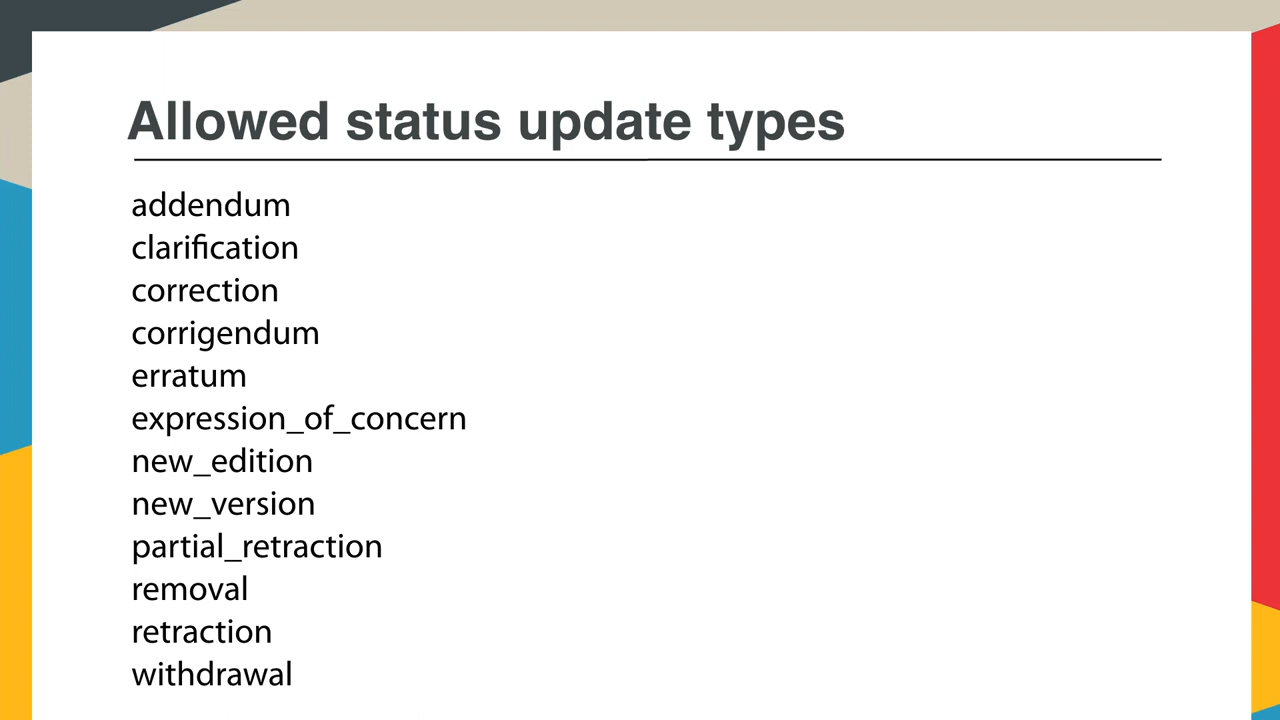 Allowed status update types
addendum
clarification
correction
corrigendum
erratum
expression_of_concern
new_edition
new_version
partial_retraction
removal
retraction
withdrawal